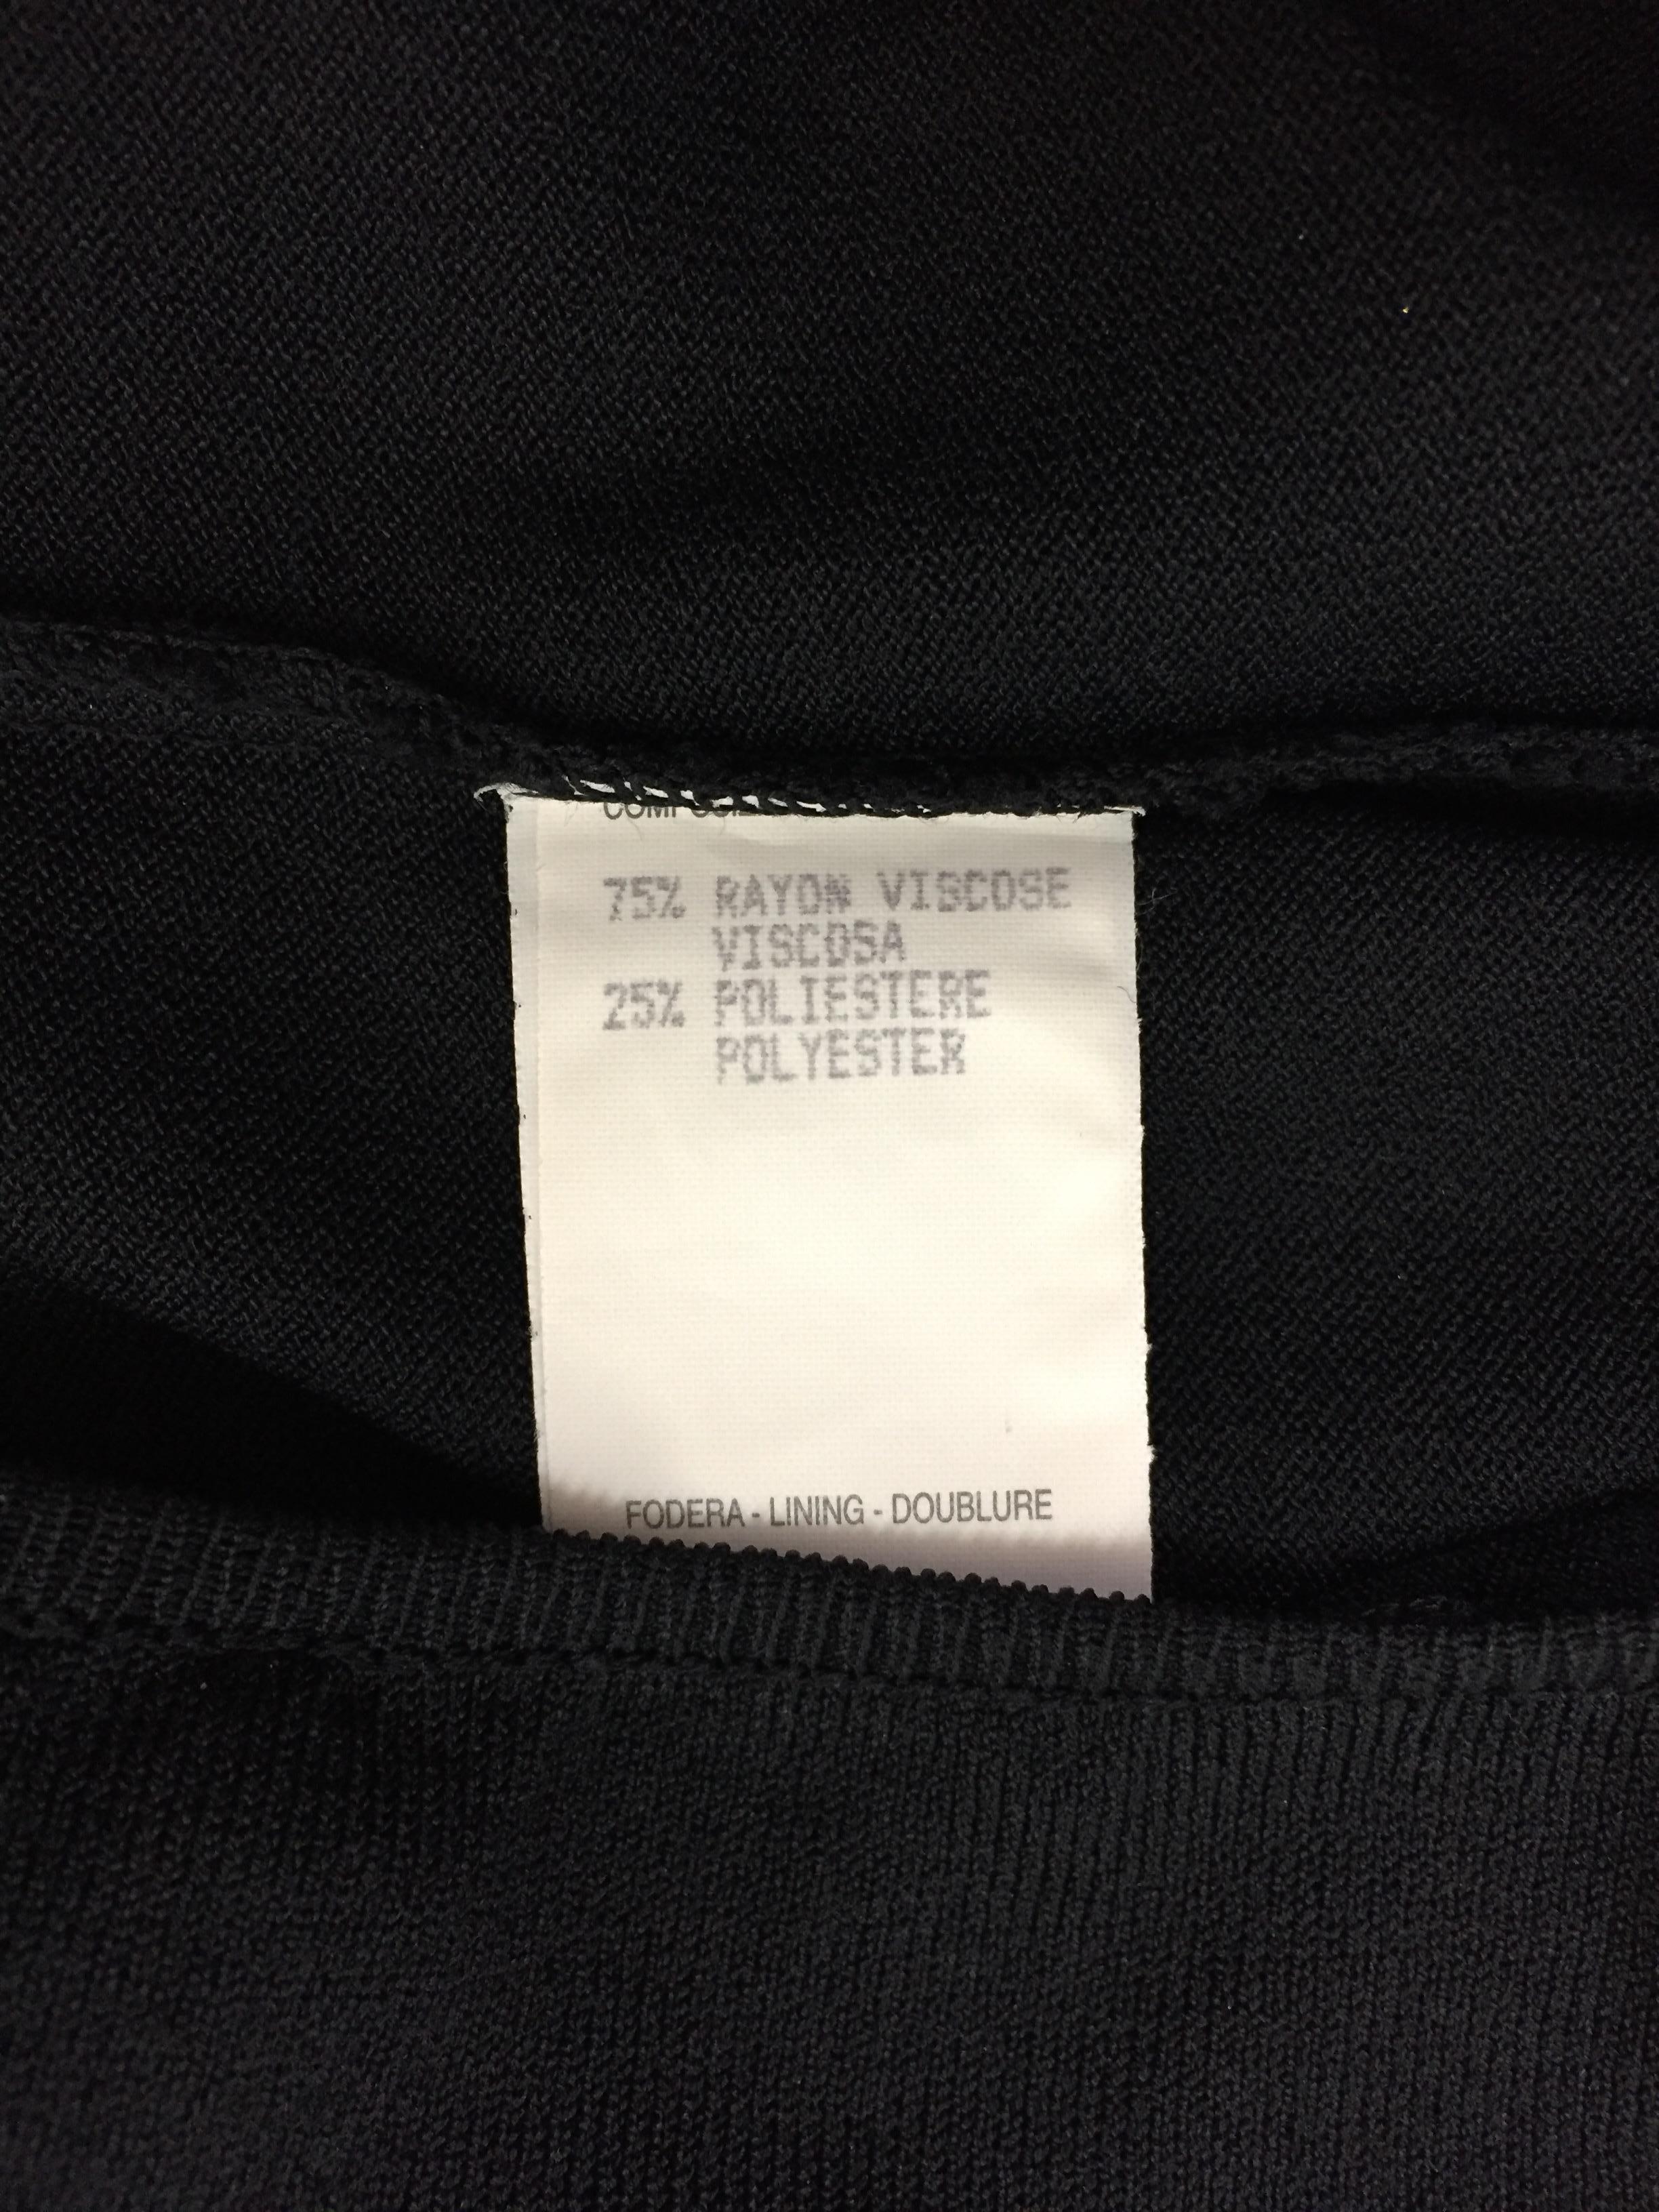 75% RAYON VISCOSE
VISCOSA
25% POLIESTERE
POLYESTER
FODERA - LINING - DOUBLURE